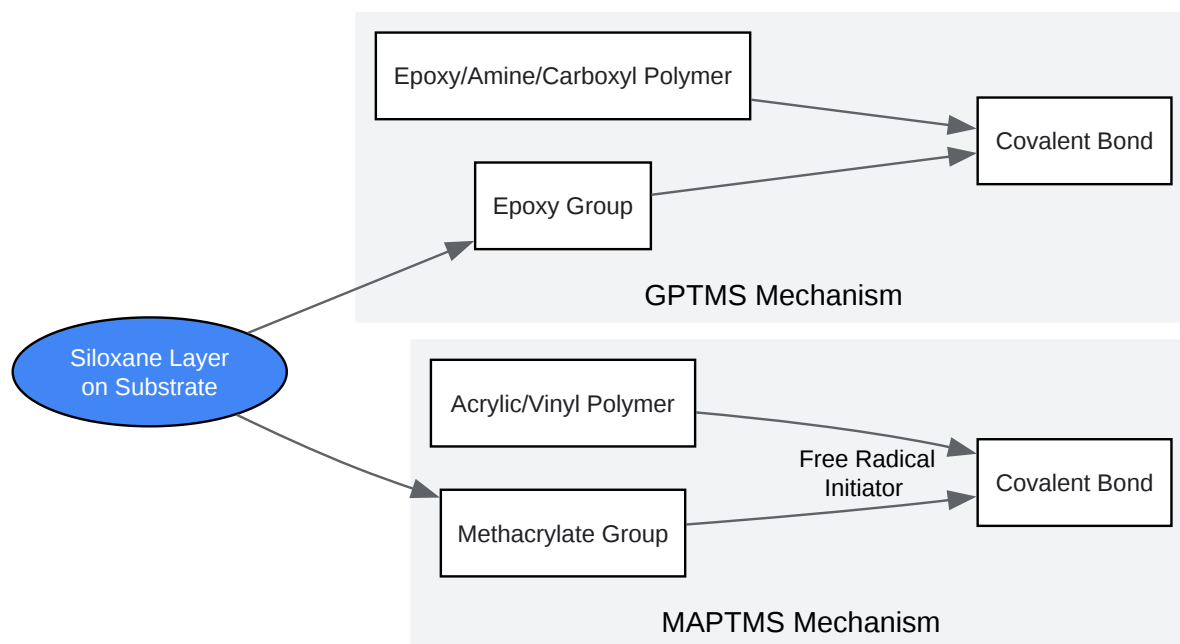 Epoxy/Amine/Carboxyl Polymer
Covalent Bond
Epoxy Group
GPTMS Mechanism
Siloxane Layer
on Substrate
Acrylic/Vinyl Polymer
Free Radical
Initiator
Covalent Bond
Methacrylate Group
MAPTMS Mechanism